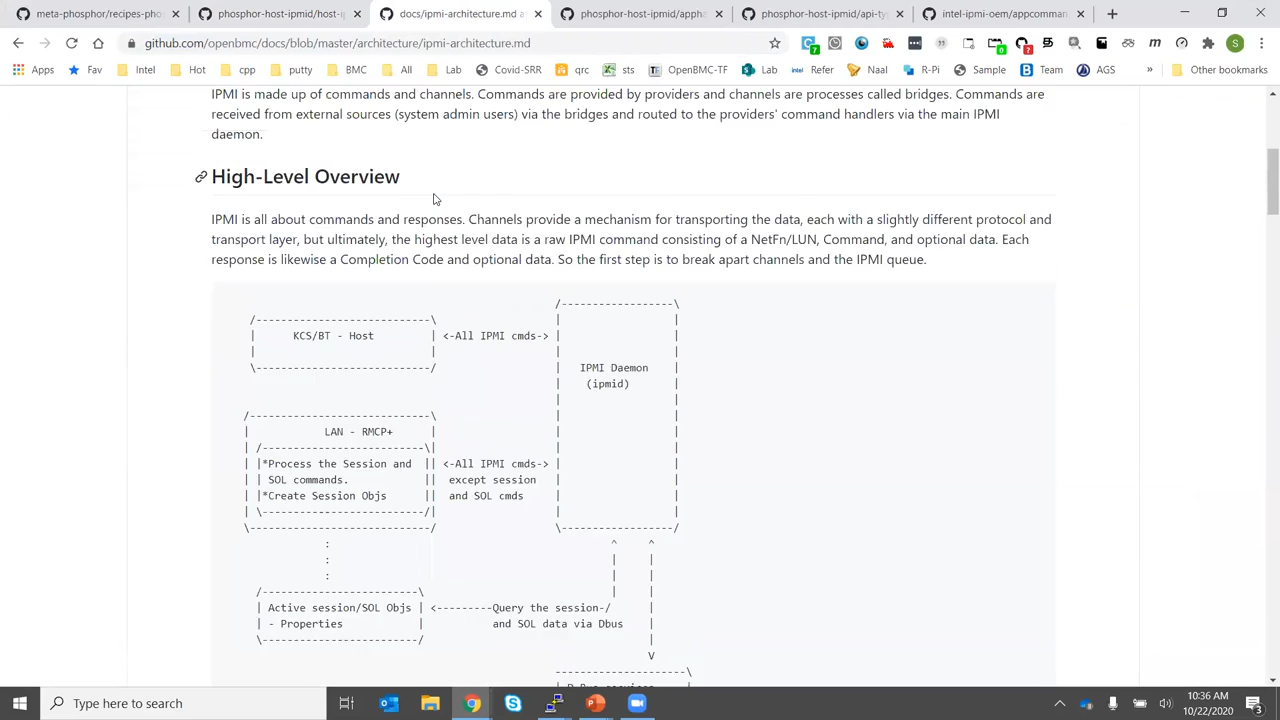 meta-phosphor/recipes-phos
phosphor-host-ipmid/host-ip
docs/ipmi-architecture.md a
phosphor-host-ipmid/appha
phosphor-host-ipmid/api-typ
intel-ipmi-oem/appcomman
github.com/openbmc/docs/blob/master/architecture/ipmi-architecture.md
7
0
?
m
S
Apps
Fav
Intel
Hot
cpp
putty
BMC
All
Lab
Covid-SRR
qrc
sts
OpenBMC-TF
Lab
intel
Refer
Naal
R-Pi
Sample
B
Team
AGS
»
Other bookmarks
IPMI is made up of commands and channels. Commands are provided by providers and channels are processes called bridges. Commands are
received from external sources (system admin users) via the bridges and routed to the providers' command handlers via the main IPMI
daemon.
High-Level Overview
IPMI is all about commands and responses. Channels provide a mechanism for transporting the data, each with a slightly different protocol and
transport layer, but ultimately, the highest level data is a raw IPMI command consisting of a NetFn/LUN, Command, and optional data. Each
response is likewise a Completion Code and optional data. So the first step is to break apart channels and the IPMI queue.
                                                  /------------------\
 /---------------------------\                    |                  |
 |      KCS/BT - Host        | <-All IPMI cmds->  |                  |
 |                           |                    |                  |
 \---------------------------/                    |   IPMI Daemon    |
                                                  |    (ipmid)       |
                                                  |                  |
/----------------------------\                    |                  |
|            LAN - RMCP+     |                    |                  |
| /--------------------------\|                   |                  |
| |*Process the Session and  || <-All IPMI cmds-> |                  |
| | SOL commands.            ||  except session   |                  |
| |*Create Session Objs      ||  and SOL cmds     |                  |
| \--------------------------/|                   |                  |
\-----------------------------/                   \------------------/
             :                                          ^     ^
             :                                          |     |
             :                                          |     |
  /-------------------------\                           |     |
  | Active session/SOL Objs | <---------Query the session-/   |
  | - Properties            |           and SOL data via Dbus |
  \-------------------------/                                 |
                                                              V
                                                  ---------------------\
                                                  | D-Bus services
Type here to search
S
10:36 AM
10/22/2020
3